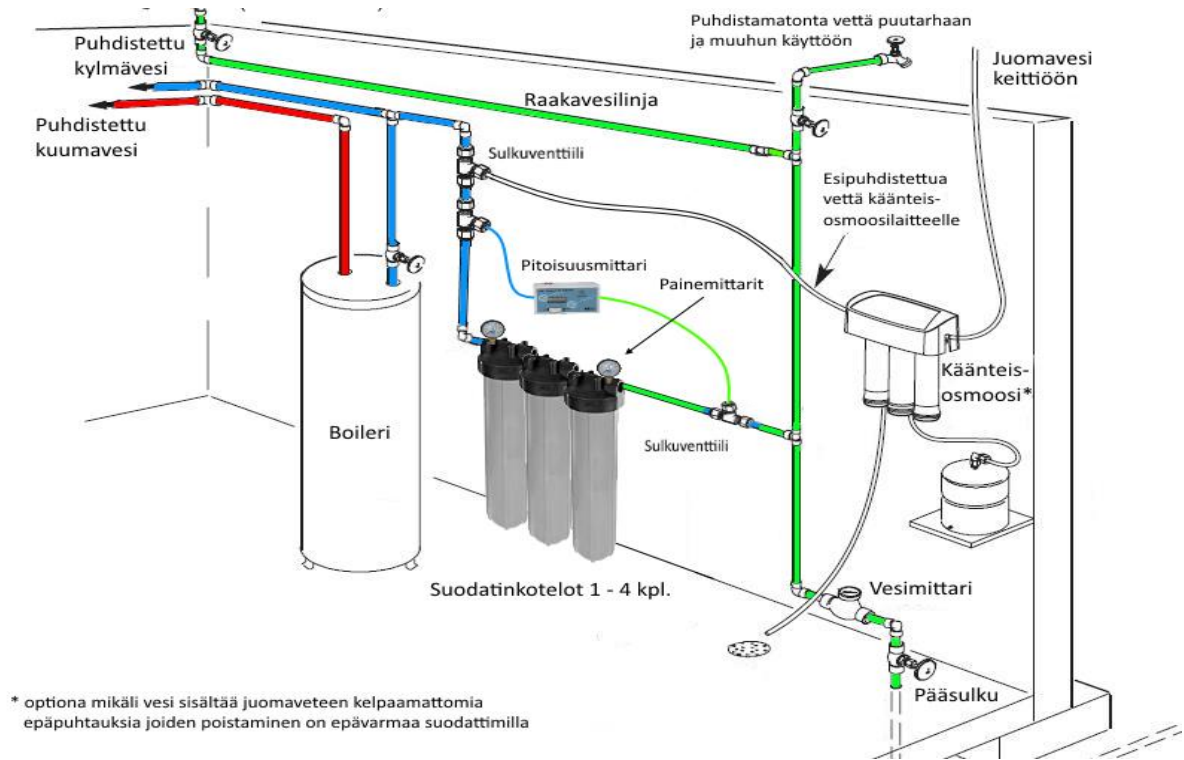 Puhdistamatonta vettä puutarhaan
ja muuhun käyttöön
Puhdistettu
kylmävesi
Juomavesi
keittiöön
Raakavesilinja
Puhdistettu
kuumavesi
Sulkuventtiili
Esipuhdistettua
vettä käänteis-
osmoosilaitteelle
Pitoisuusmittari
Painemittarit
Käänteis-
osmoosi*
Boileri
Sulkuventtiili
Suodatinkotelot 1 - 4 kpl.
Vesimittari
Pääsulku
* optiona mikäli vesi sisältää juomaveteen kelpaamattomia
epäpuhtauksia joiden poistaminen on epävarmaa suodattimilla